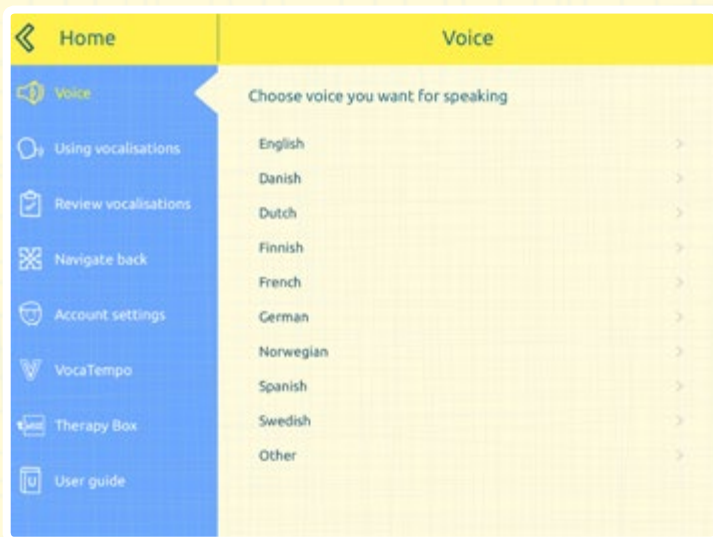 Home
Voice
Voice
Using vocalisations
Review vocalisations
Navigate back
Account settings
VocaTempo
Therapy Box
User guide
Choose voice you want for speaking
English
Danish
Dutch
Finnish
French
German
Norwegian
Spanish
Swedish
Other